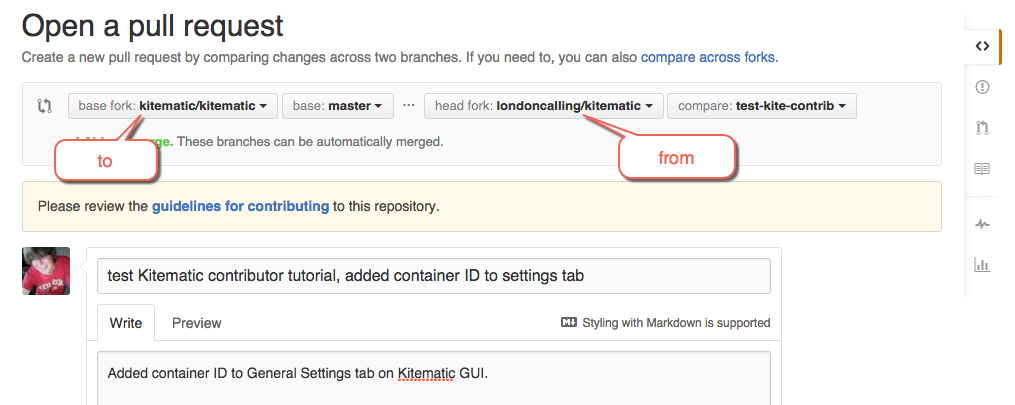 Open a pull request
Create a new pull request by comparing changes across two branches. If you need to, you can also compare across forks.
base fork: kitematic/kitematic base: master ... head fork: londoncalling/kitematic compare: test-kite-contrib
These branches can be automatically merged.
to
from
Please review the guidelines for contributing to this repository.
test Kitematic contributor tutorial, added container ID to settings tab
Write Preview Styling with Markdown is supported
Added container ID to General Settings tab on Kitematic GUI.